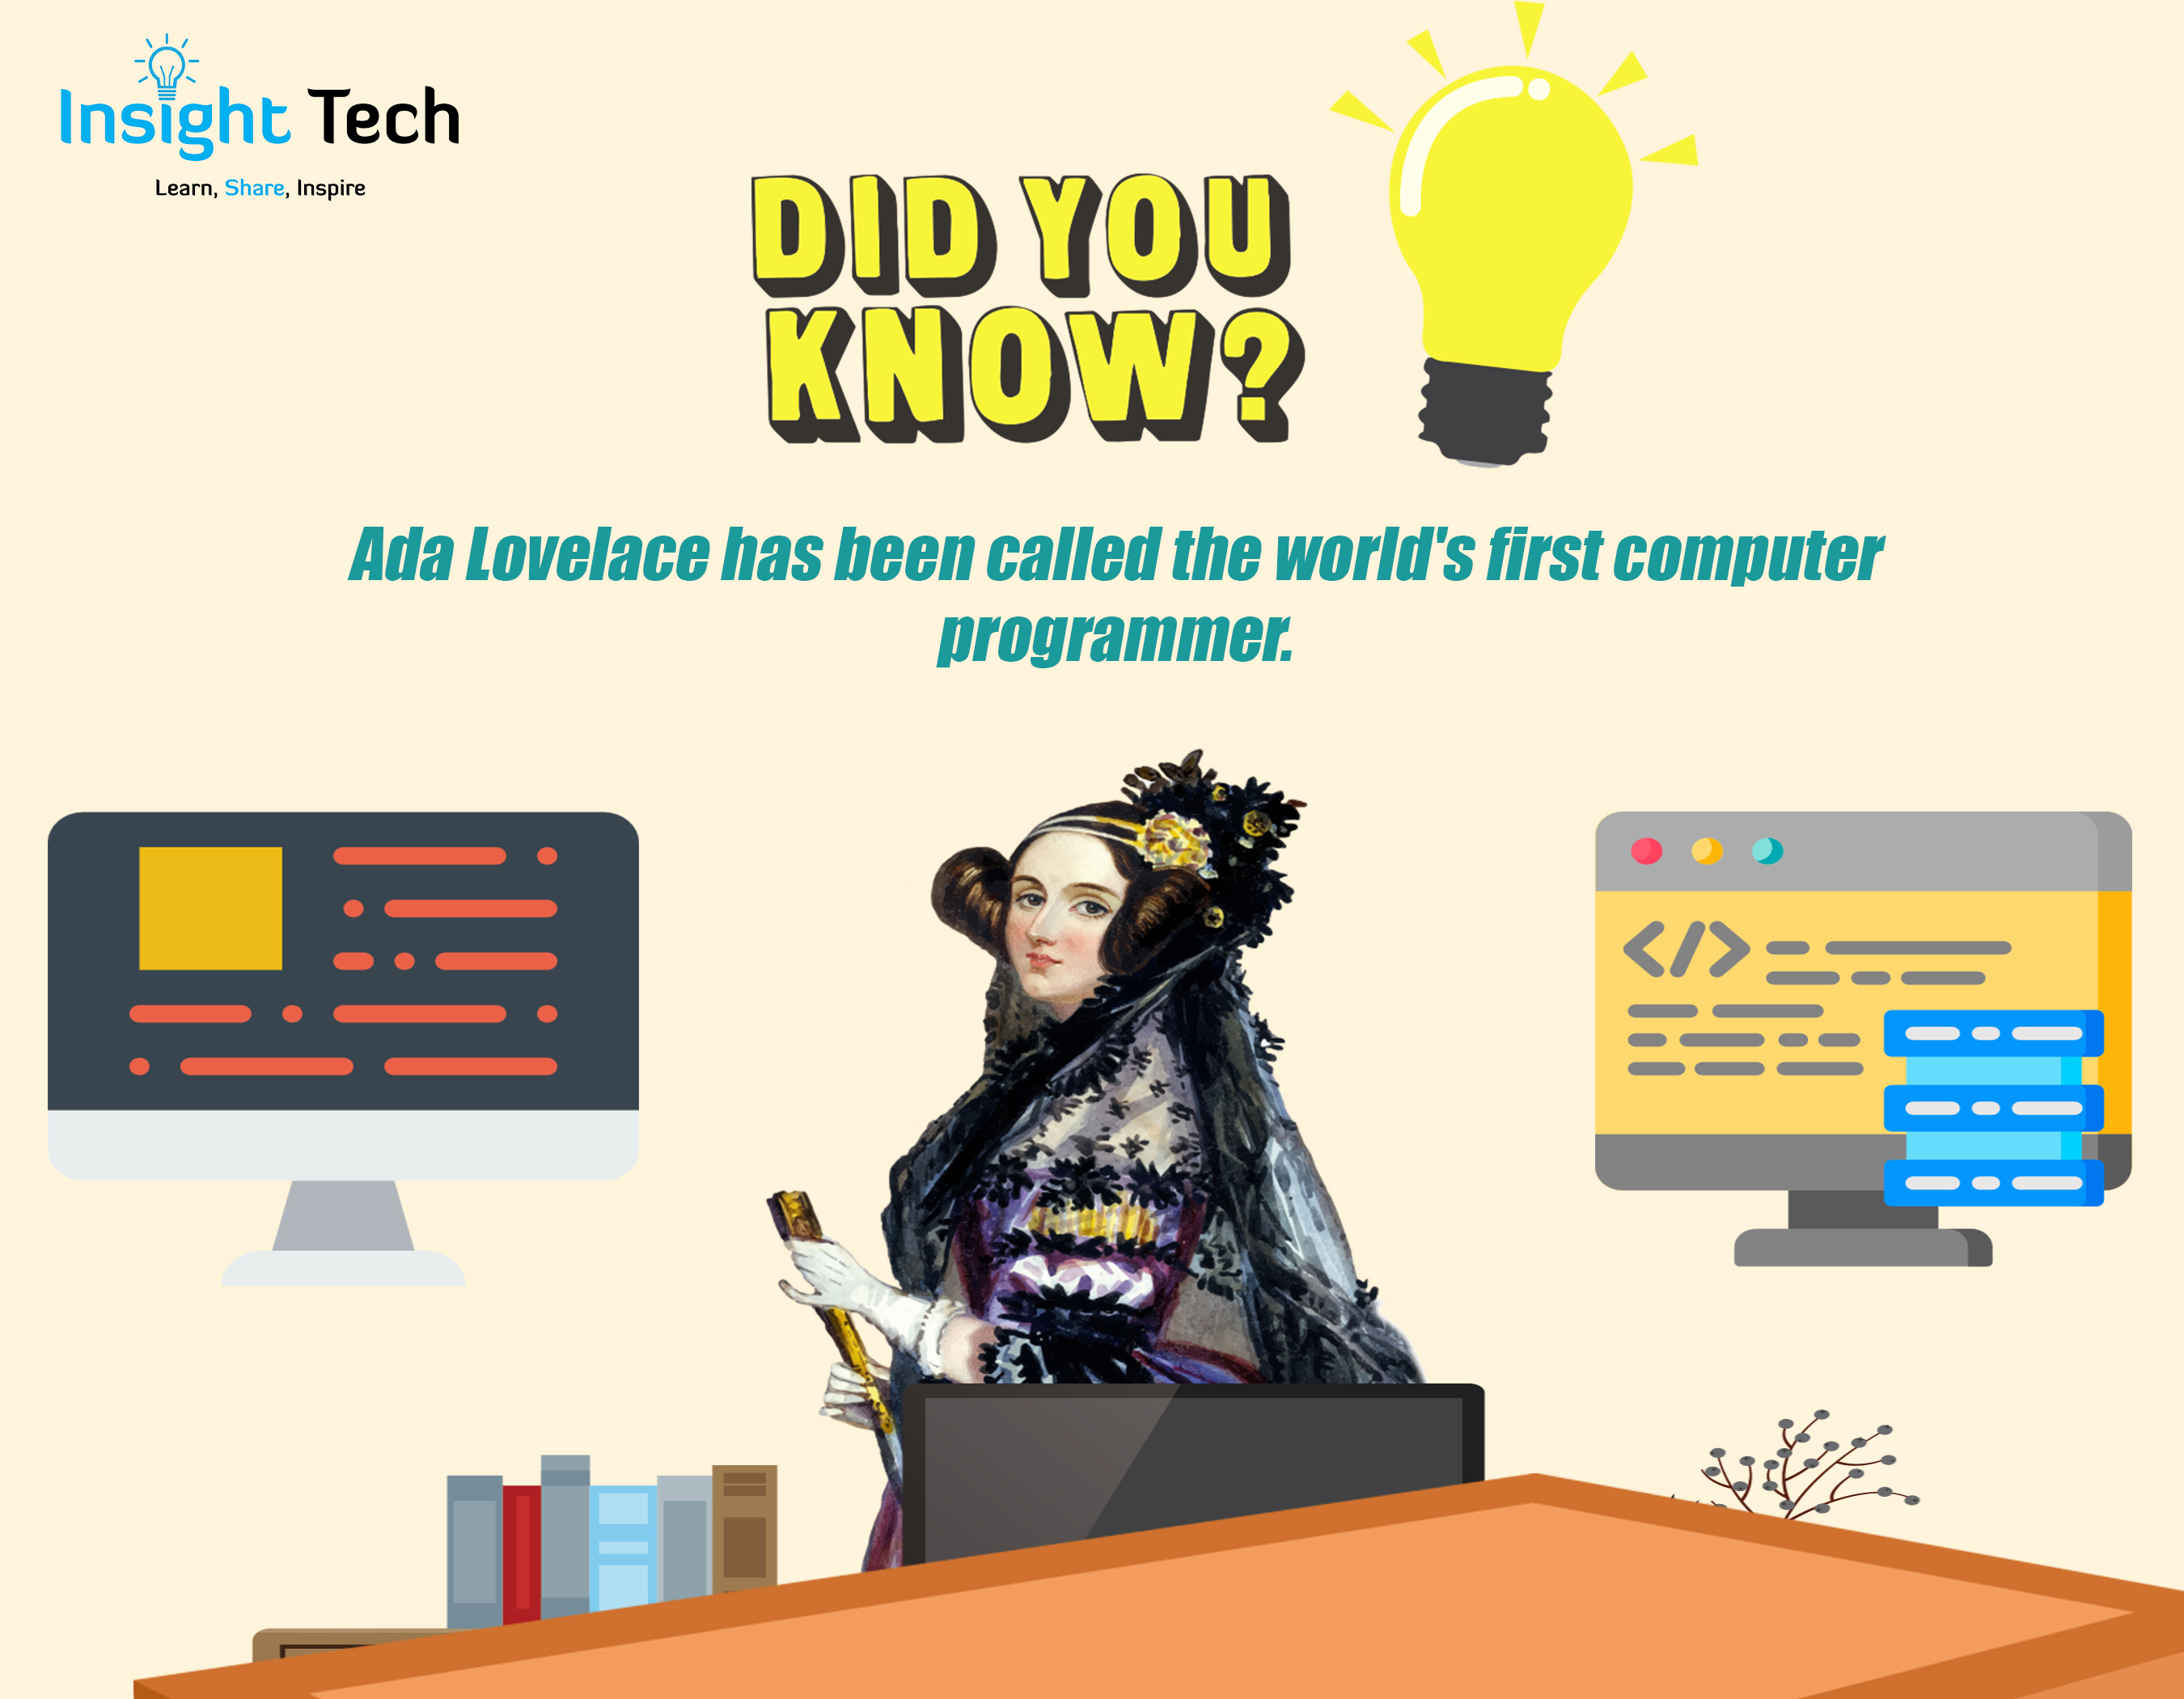 Insight Tech
Learn, Share, Inspire
DID YOU
KNOW?
Ada Lovelace has been called the world's first computer
programmer.
</>